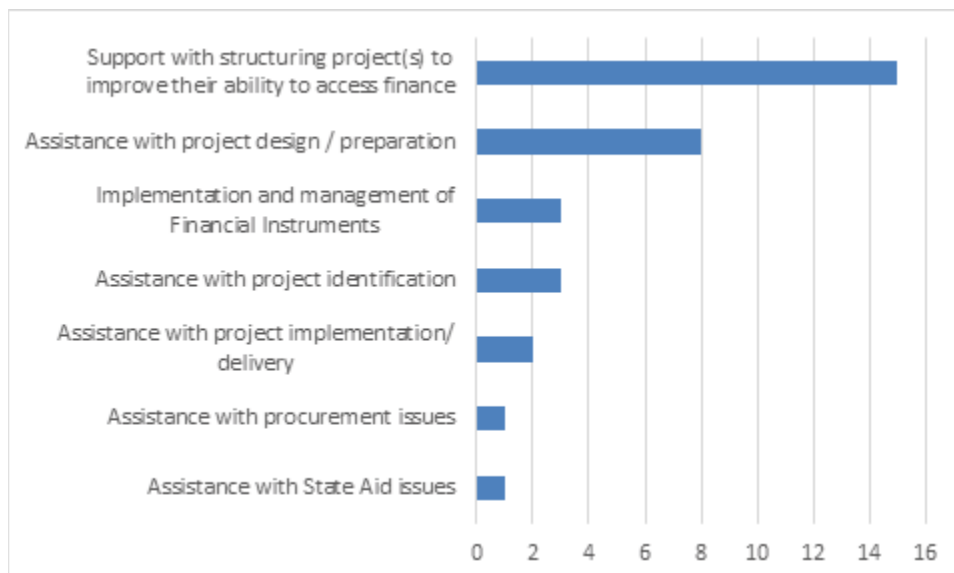 Support with structuring project(s) to
improve their ability to access finance
Assistance with project design / preparation
Implementation and management of
Financial Instruments
Assistance with project identification
Assistance with project implementation/
delivery
Assistance with procurement issues
Assistance with State Aid issues
0 2 4 6 8 10 12 14 16